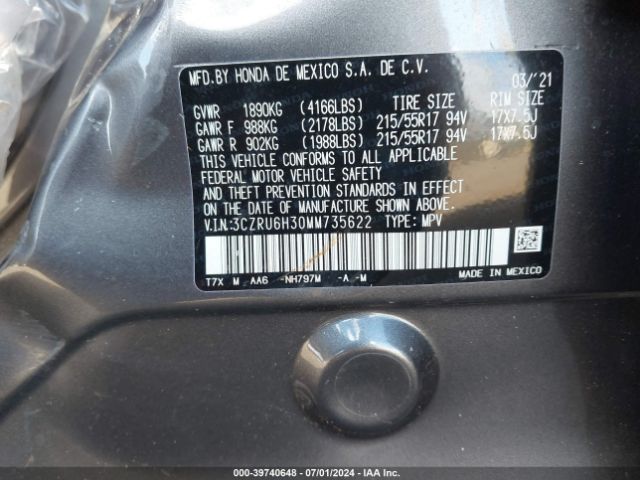 MFD.BY HONDA DE MEXICO S.A. DE C.V.
03/'21
GVWR 1890KG (4166LBS) TIRE SIZE RIM SIZE
GAWR F 988KG (2178LBS) 215/55R17 94V 17X7.5J
GAWR R 902KG (1988LBS) 215/55R17 94V 17X7.5J
THIS VEHICLE CONFORMS TO ALL APPLICABLE
FEDERAL MOTOR VEHICLE SAFETY
AND THEFT PREVENTION STANDARDS IN EFFECT
ON THE DATE OF MANUFACTURE SHOWN ABOVE.
V.I.N:3CZRU6H30MM735622 TYPE: MPV
T7X M AA6 -NH797M -A -M
MADE IN MEXICO
000-39740648 - 07/01/2024 - IAA Inc.